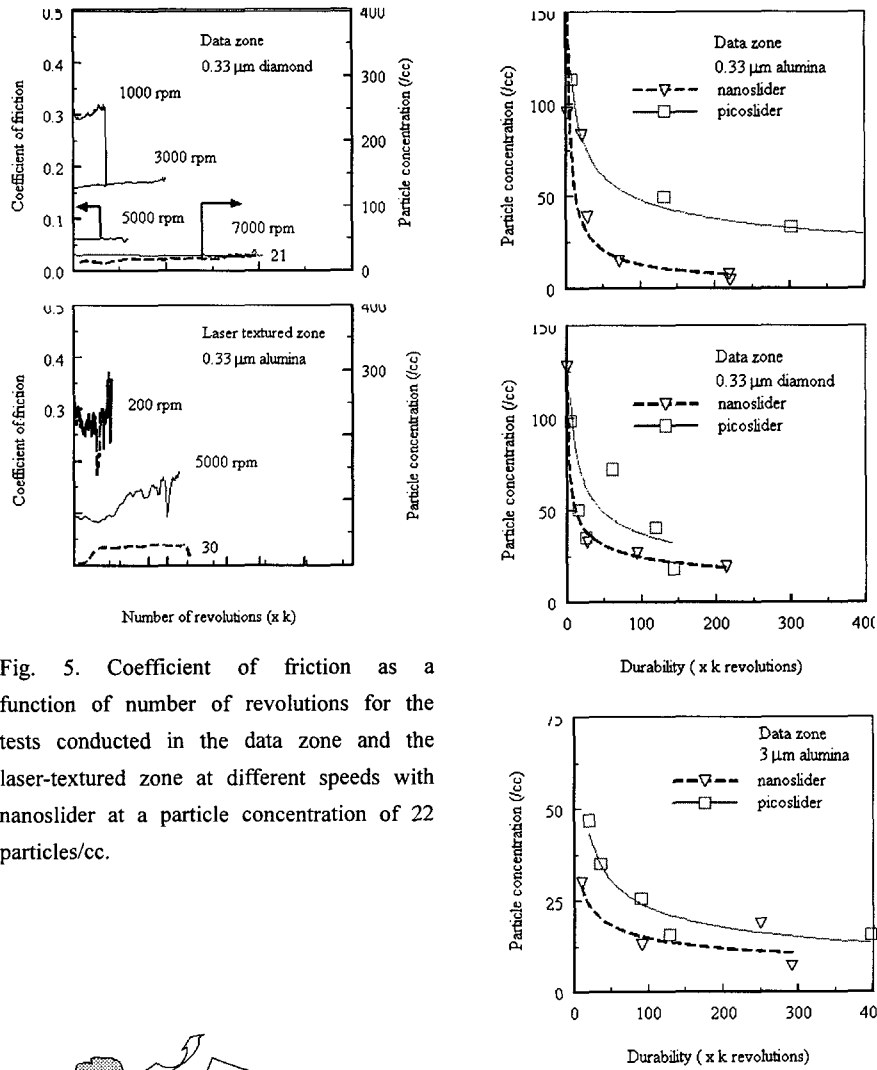 0.5
0.4
0.3
0.2
0.1
0.0
Coefficient of friction
400
300
200
100
0
Particle concentration (/cc)
Data zone
0.33 µm diamond
1000 rpm
3000 rpm
5000 rpm
7000 rpm
21
0.5
0.4
0.3
Coefficient of friction
400
300
Particle concentration (/cc)
Laser textured zone
0.33 µm alumina
200 rpm
5000 rpm
30
Number of revolutions (x k)
Fig. 5. Coefficient of friction as a
function of number of revolutions for the
tests conducted in the data zone and the
laser-textured zone at different speeds with
nanoslider at a particle concentration of 22
particles/cc.
150
100
50
0
Particle concentration (/cc)
Data zone
0.33 µm alumina
nanoslider
picoslider
0 100 200 300 400
150
100
50
0
Particle concentration (/cc)
Data zone
0.33 µm diamond
nanoslider
picoslider
0 100 200 300 400
Durability ( x k revolutions)
75
50
25
0
Particle concentration (/cc)
Data zone
3 µm alumina
nanoslider
picoslider
0 100 200 300 40
Durability ( x k revolutions)